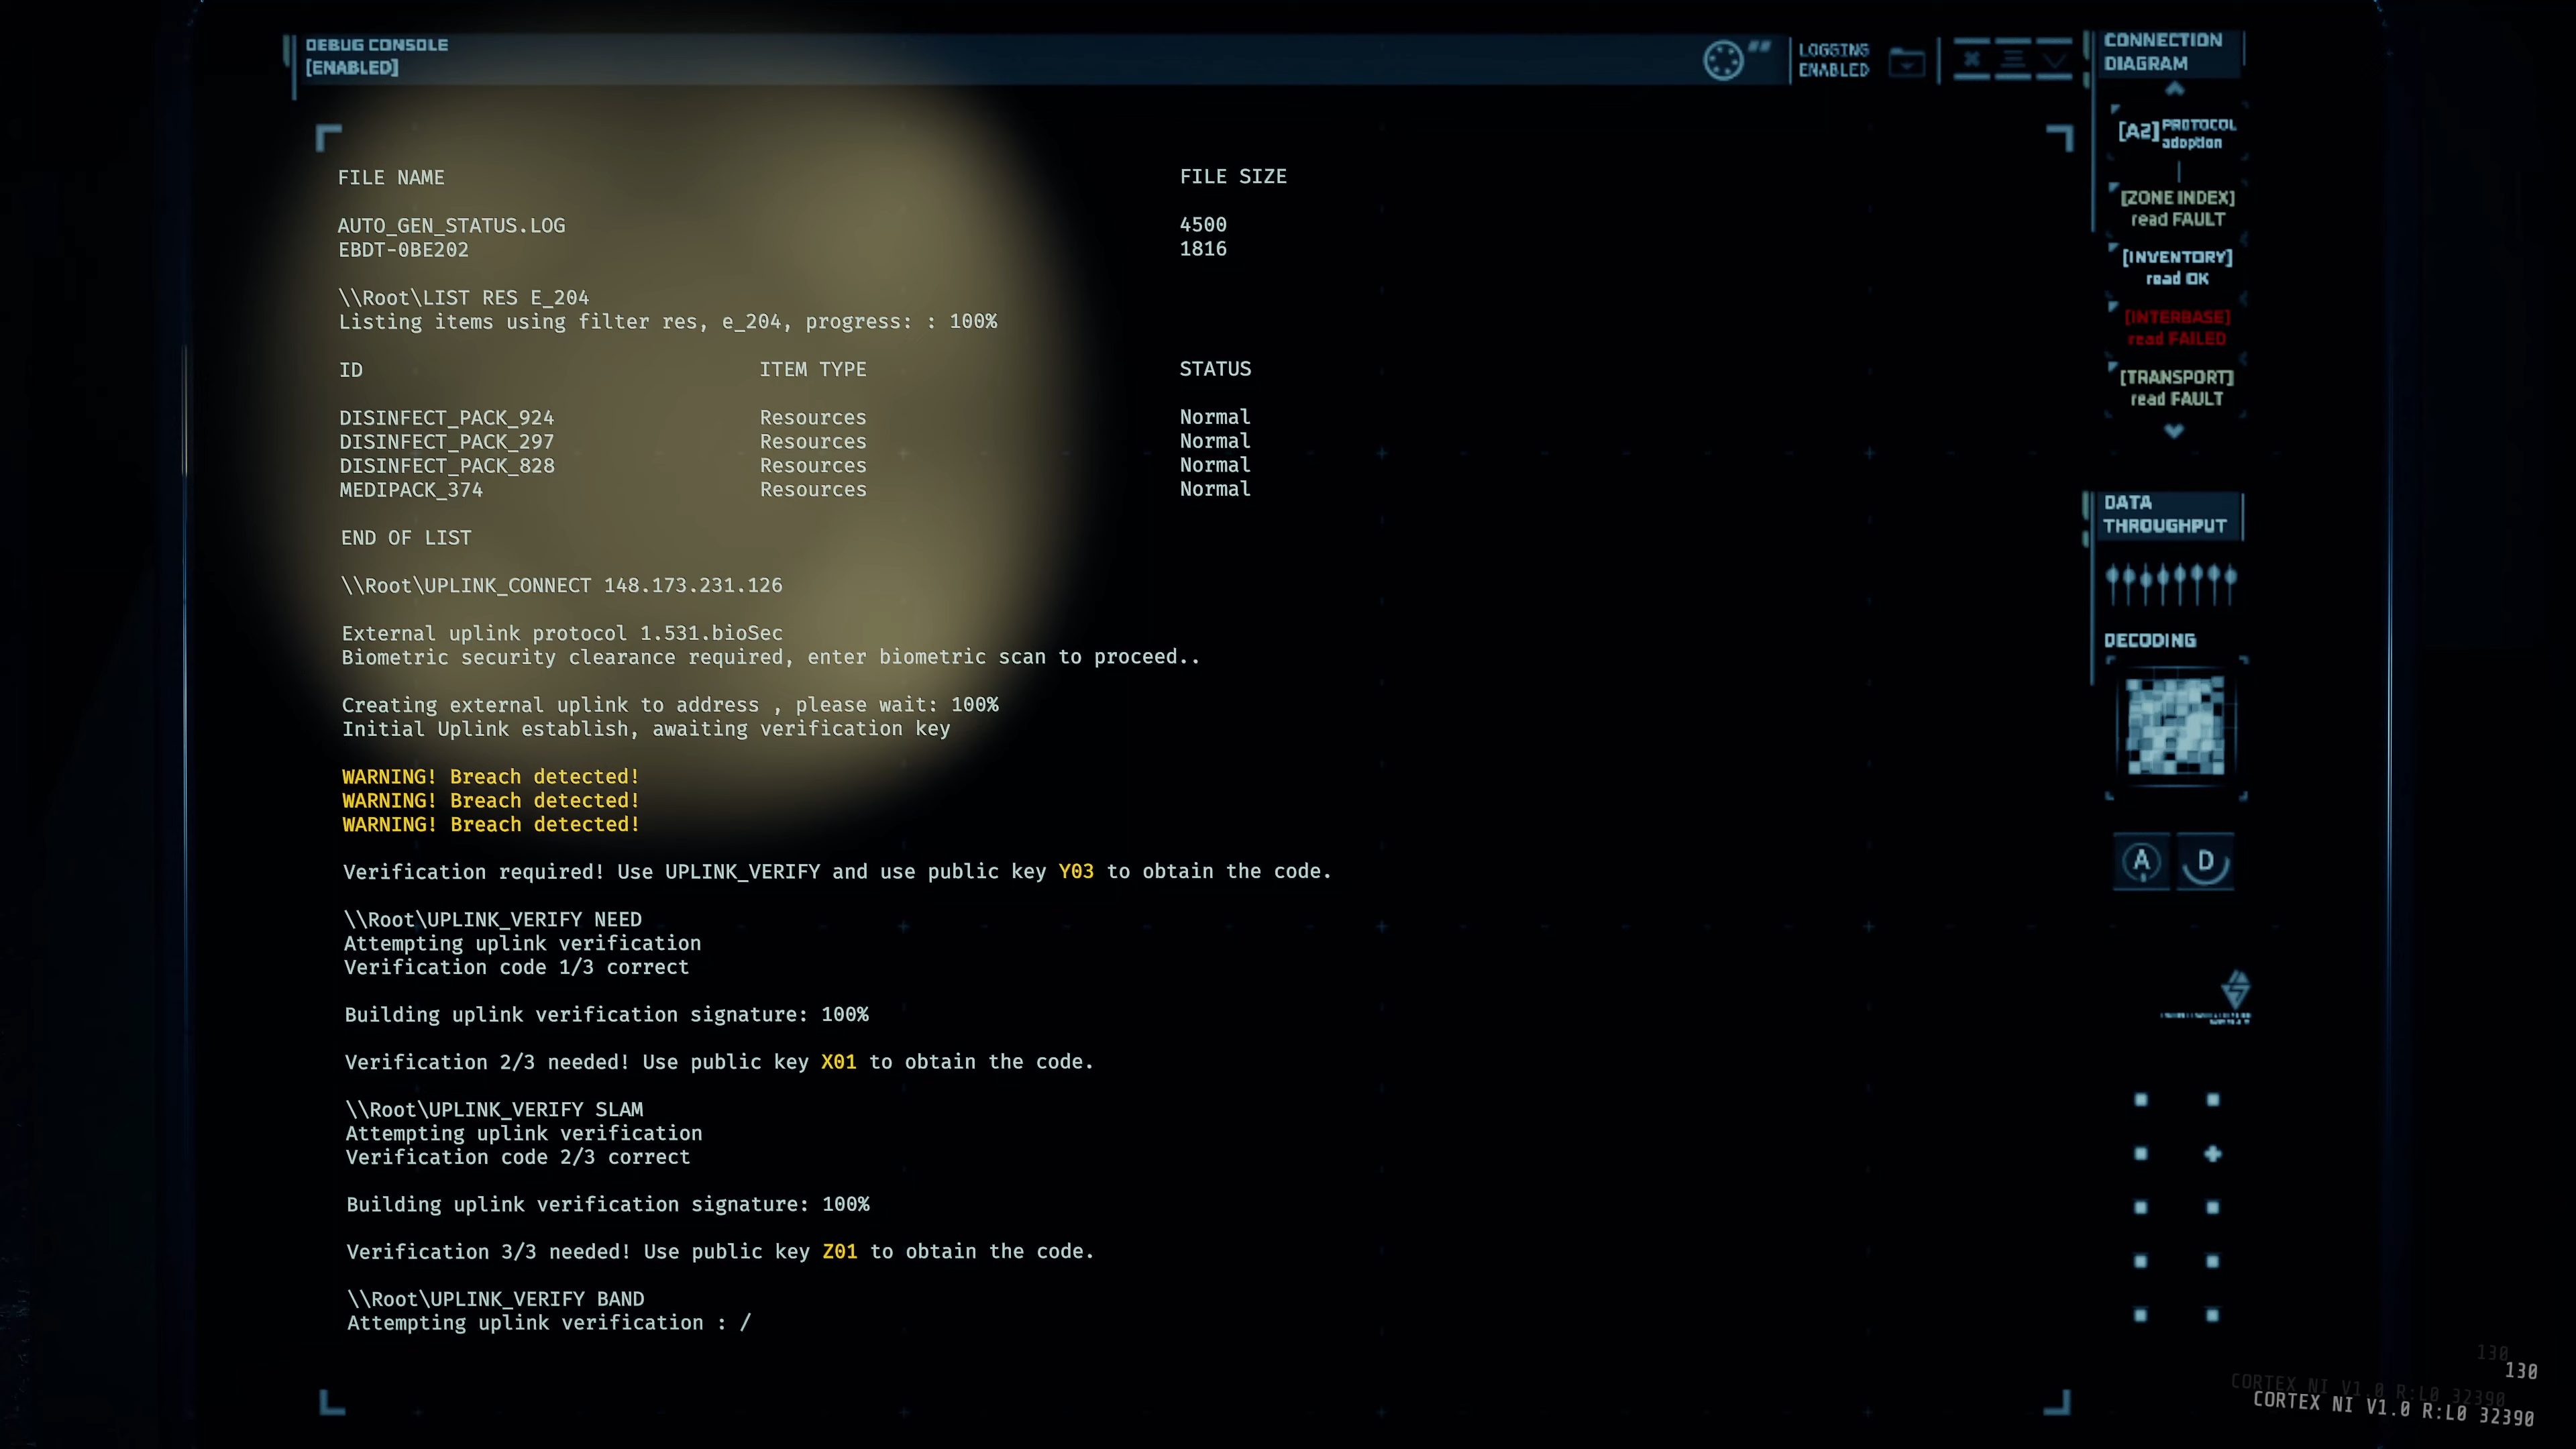 DEBUG CONSOLE
[ENABLED]
LOGGING
ENABLED
FILE NAME FILE SIZE
AUTO_GEN_STATUS.LOG 4500
EBDT-0BE202 1816
\\Root\LIST RES E_204
Listing items using filter res, e_204, progress: : 100%
ID ITEM TYPE STATUS
DISINFECT_PACK_924 Resources Normal
DISINFECT_PACK_297 Resources Normal
DISINFECT_PACK_828 Resources Normal
MEDIPACK_374 Resources Normal
END OF LIST
\\Root\UPLINK_CONNECT 148.173.231.126
External uplink protocol 1.531.bioSec
Biometric security clearance required, enter biometric scan to proceed..
Creating external uplink to address , please wait: 100%
Initial Uplink establish, awaiting verification key
WARNING! Breach detected!
WARNING! Breach detected!
WARNING! Breach detected!
Verification required! Use UPLINK_VERIFY and use public key Y03 to obtain the code.
\\Root\UPLINK_VERIFY NEED
Attempting uplink verification
Verification code 1/3 correct
Building uplink verification signature: 100%
Verification 2/3 needed! Use public key X01 to obtain the code.
\\Root\UPLINK_VERIFY SLAM
Attempting uplink verification
Verification code 2/3 correct
Building uplink verification signature: 100%
Verification 3/3 needed! Use public key Z01 to obtain the code.
\\Root\UPLINK_VERIFY BAND
Attempting uplink verification : /
CONNECTION
DIAGRAM
[A2] PROTOCOL
adoption
[ZONE INDEX]
read FAULT
[INVENTORY]
read OK
[INTERBASE]
read FAILED
[TRANSPORT]
read FAULT
DATA
THROUGHPUT
DECODING
A D
130
130
CORTEX NI V1.0 R:L0 32390
CORTEX NI V1.0 R:L0 32390